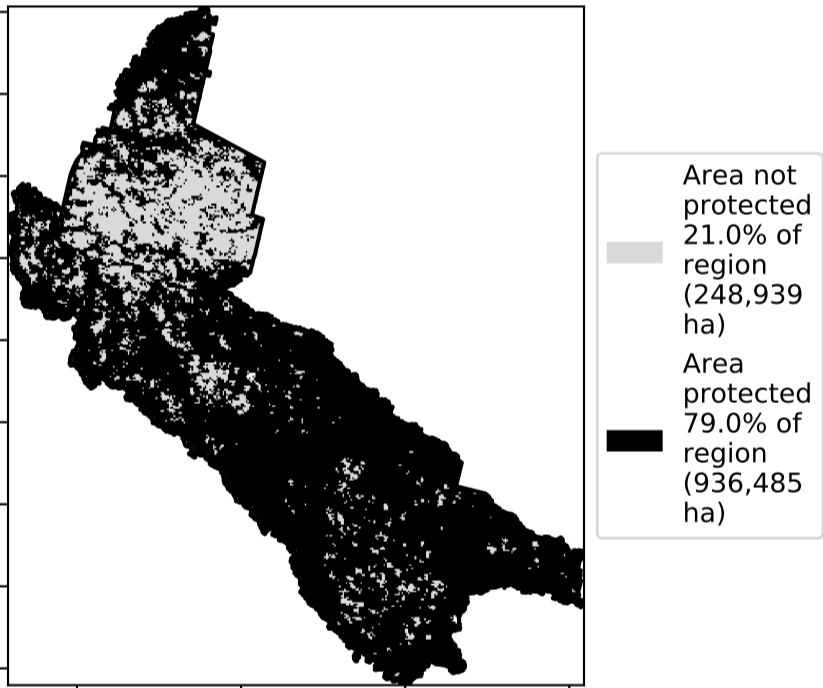 Area not
protected
21.0% of
region
(248,939
ha)
Area
protected
79.0% of
region
(936,485
ha)